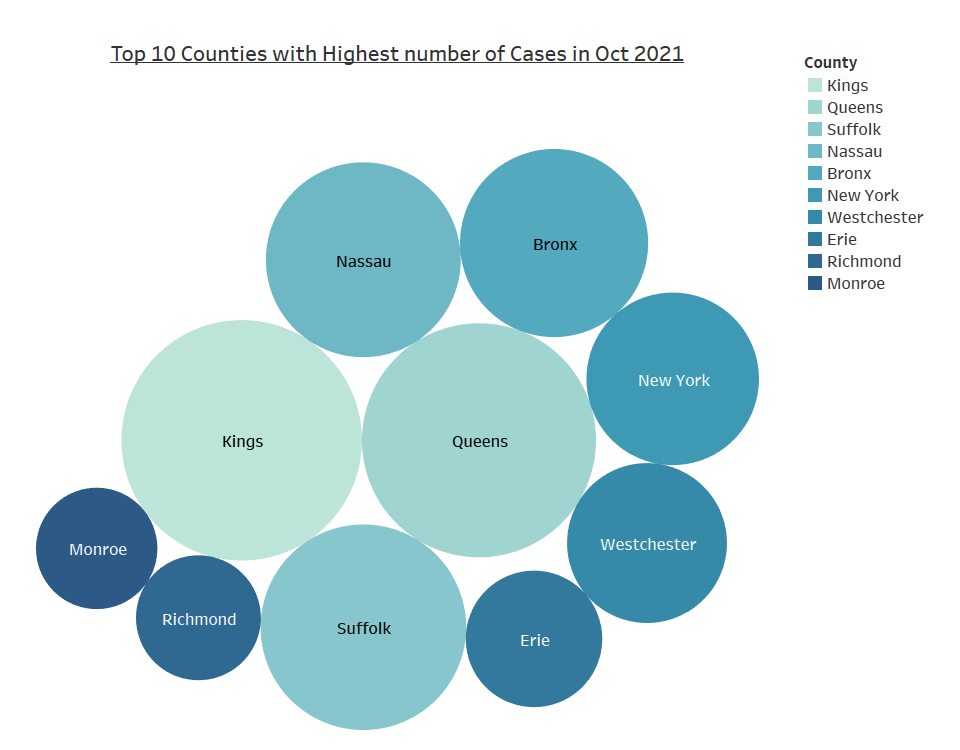 Top 10 Counties with Highest number of Cases in Oct 2021
County
Kings
Queens
Suffolk
Nassau
Bronx
New York
Westchester
Erie
Richmond
Monroe
Bronx
Nassau
New York
Kings
Queens
Westchester
Monroe
Richmond
Suffolk
Erie